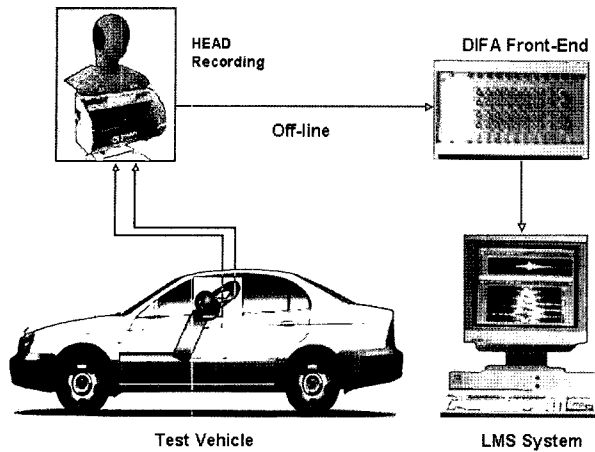 HEAD
Recording
DIFA Front-End
Off-line
Test Vehicle
LMS System